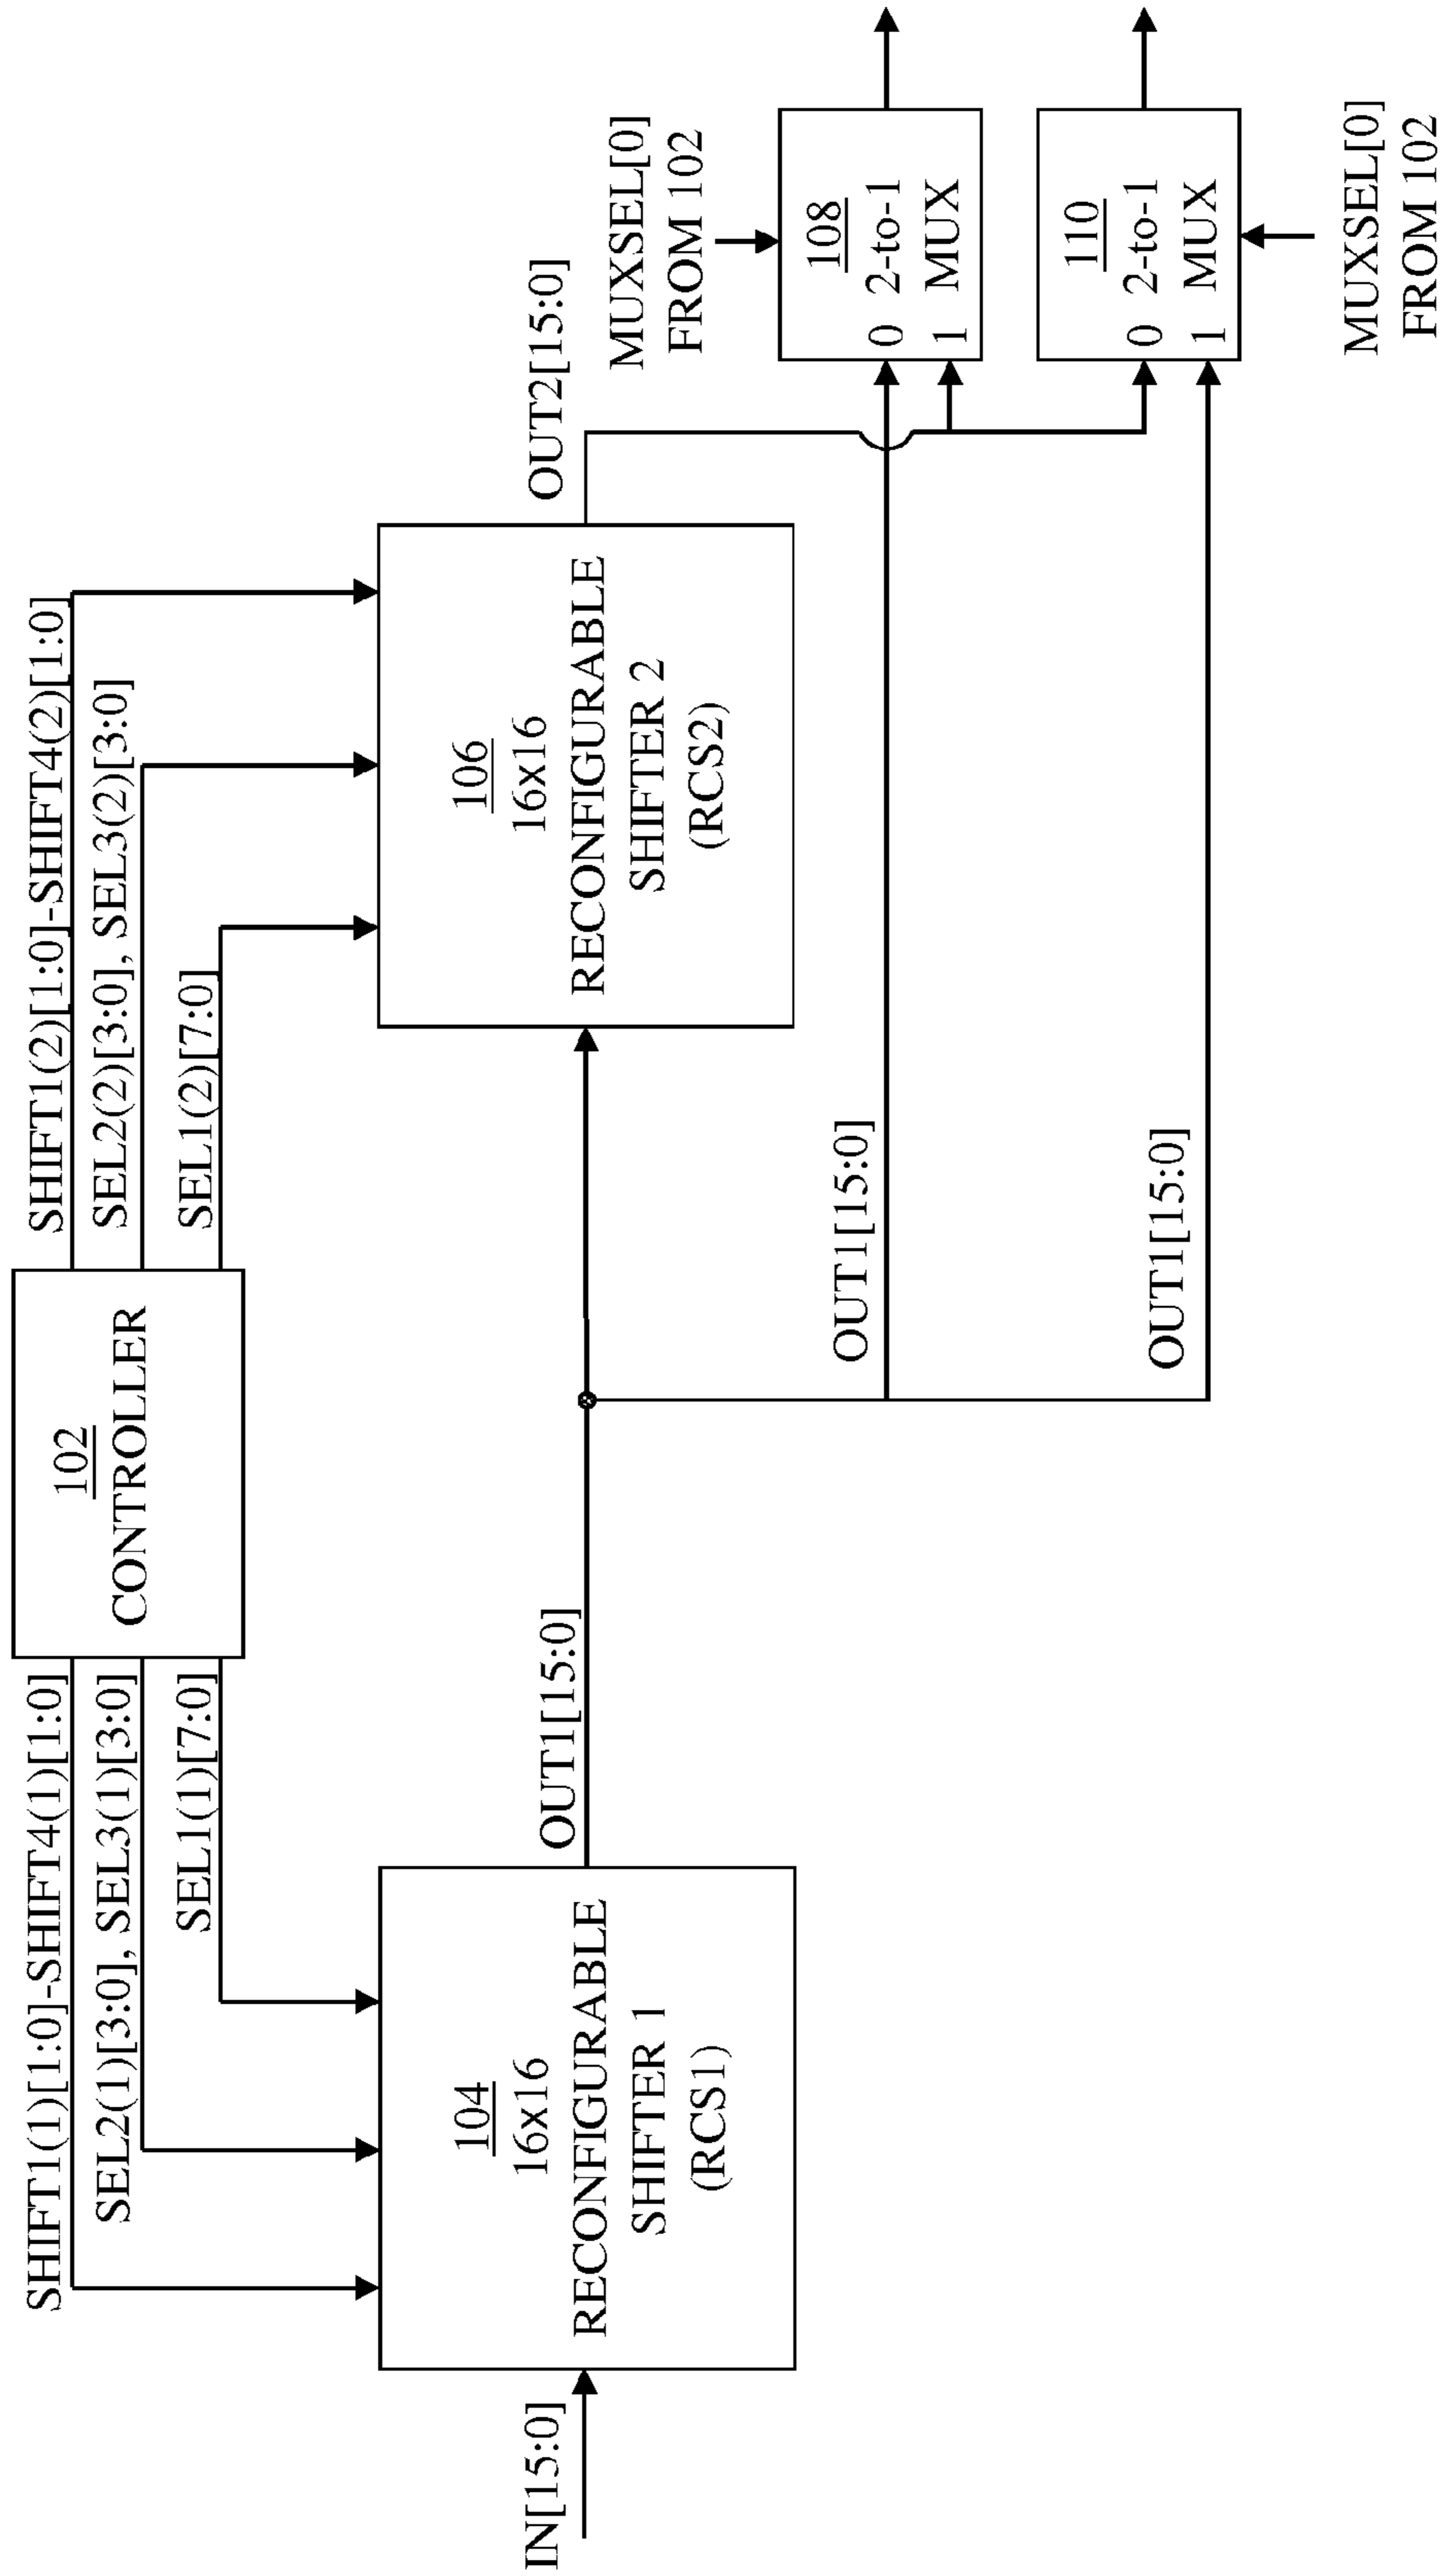 SHIFT1(1)[1:0]-SHIFT4(1)[1:0]
SEL2(1)[3:0], SEL3(1)[3:0]
SEL1(1)[7:0]
102
CONTROLLER
SHIFT1(2)[1:0]-SHIFT4(2)[1:0]
SEL2(2)[3:0], SEL3(2)[3:0]
SEL1(2)[7:0]
IN[15:0]
104
16x16
RECONFIGURABLE
SHIFTER 1
(RCS1)
OUT1[15:0]
106
16x16
RECONFIGURABLE
SHIFTER 2
(RCS2)
OUT2[15:0]
MUXSEL[0]
FROM 102
OUT1[15:0]
108
0 2-to-1
1 MUX
OUT1[15:0]
110
0 2-to-1
1 MUX
MUXSEL[0]
FROM 102